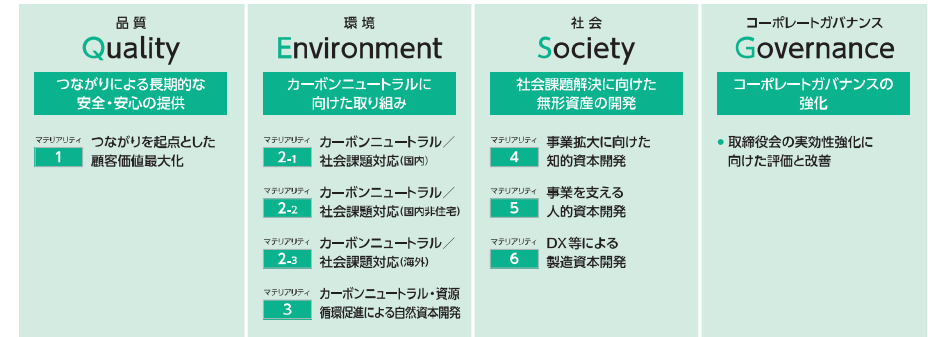 品質
Quality
つながりによる長期的な
安全・安心の提供
マテリアリティ
1
つながりを起点とした
顧客価値最大化
環境
Environment
カーボンニュートラルに
向けた取り組み
マテリアリティ
2-1
カーボンニュートラル／
社会課題対応(国内)
マテリアリティ
2-2
カーボンニュートラル／
社会課題対応(国内非住宅)
マテリアリティ
2-3
カーボンニュートラル／
社会課題対応(海外)
マテリアリティ
3
カーボンニュートラル・資源
循環促進による自然資本開発
社会
Society
社会課題解決に向けた
無形資産の開発
マテリアリティ
4
事業拡大に向けた
知的資本開発
マテリアリティ
5
事業を支える
人的資本開発
マテリアリティ
6
DX等による
製造資本開発
コーポレートガバナンス
Governance
コーポレートガバナンスの
強化
• 取締役会の実効性強化に
向けた評価と改善